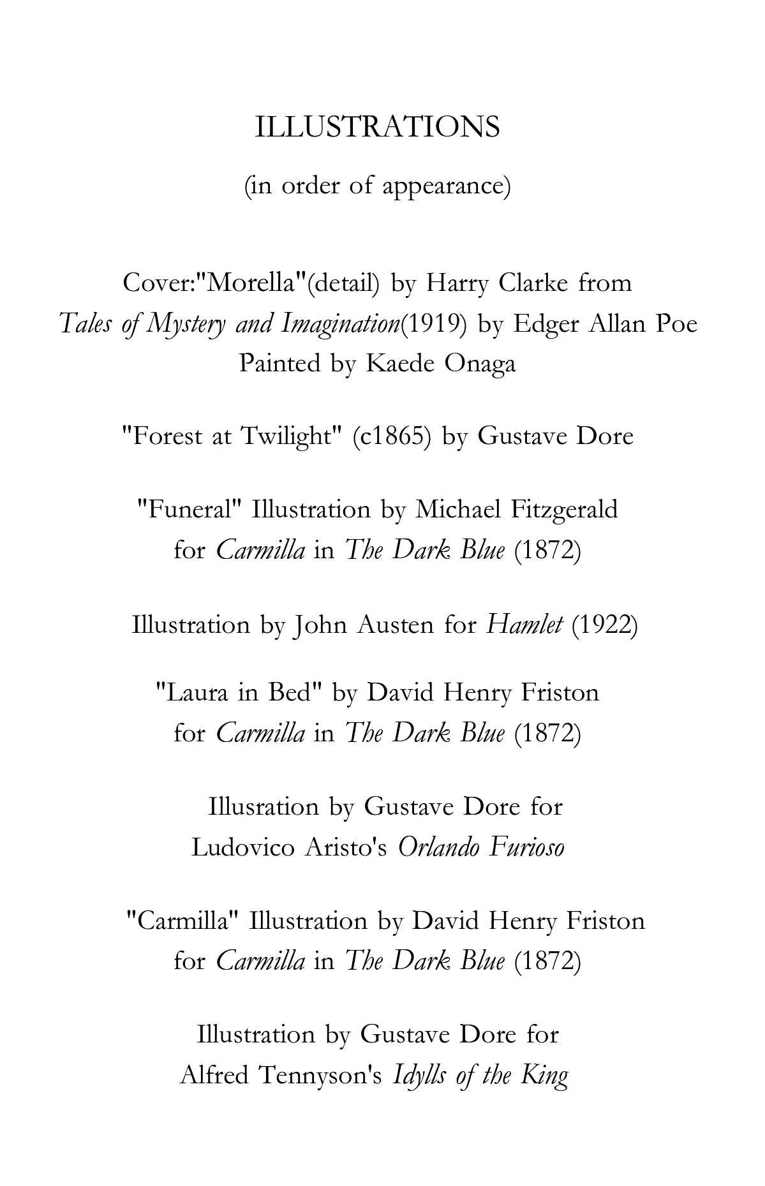 ILLUSTRATIONS
(in order of appearance)
Cover:"Morella"(detail) by Harry Clarke from
Tales of Mystery and Imagination(1919) by Edger Allan Poe
Painted by Kaede Onaga
"Forest at Twilight" (c1865) by Gustave Dore
"Funeral" Illustration by Michael Fitzgerald
for Carmilla in The Dark Blue (1872)
Illustration by John Austen for Hamlet (1922)
"Laura in Bed" by David Henry Friston
for Carmilla in The Dark Blue (1872)
Illusration by Gustave Dore for
Ludovico Aristo's Orlando Furioso
"Carmilla" Illustration by David Henry Friston
for Carmilla in The Dark Blue (1872)
Illustration by Gustave Dore for
Alfred Tennyson's Idylls of the King